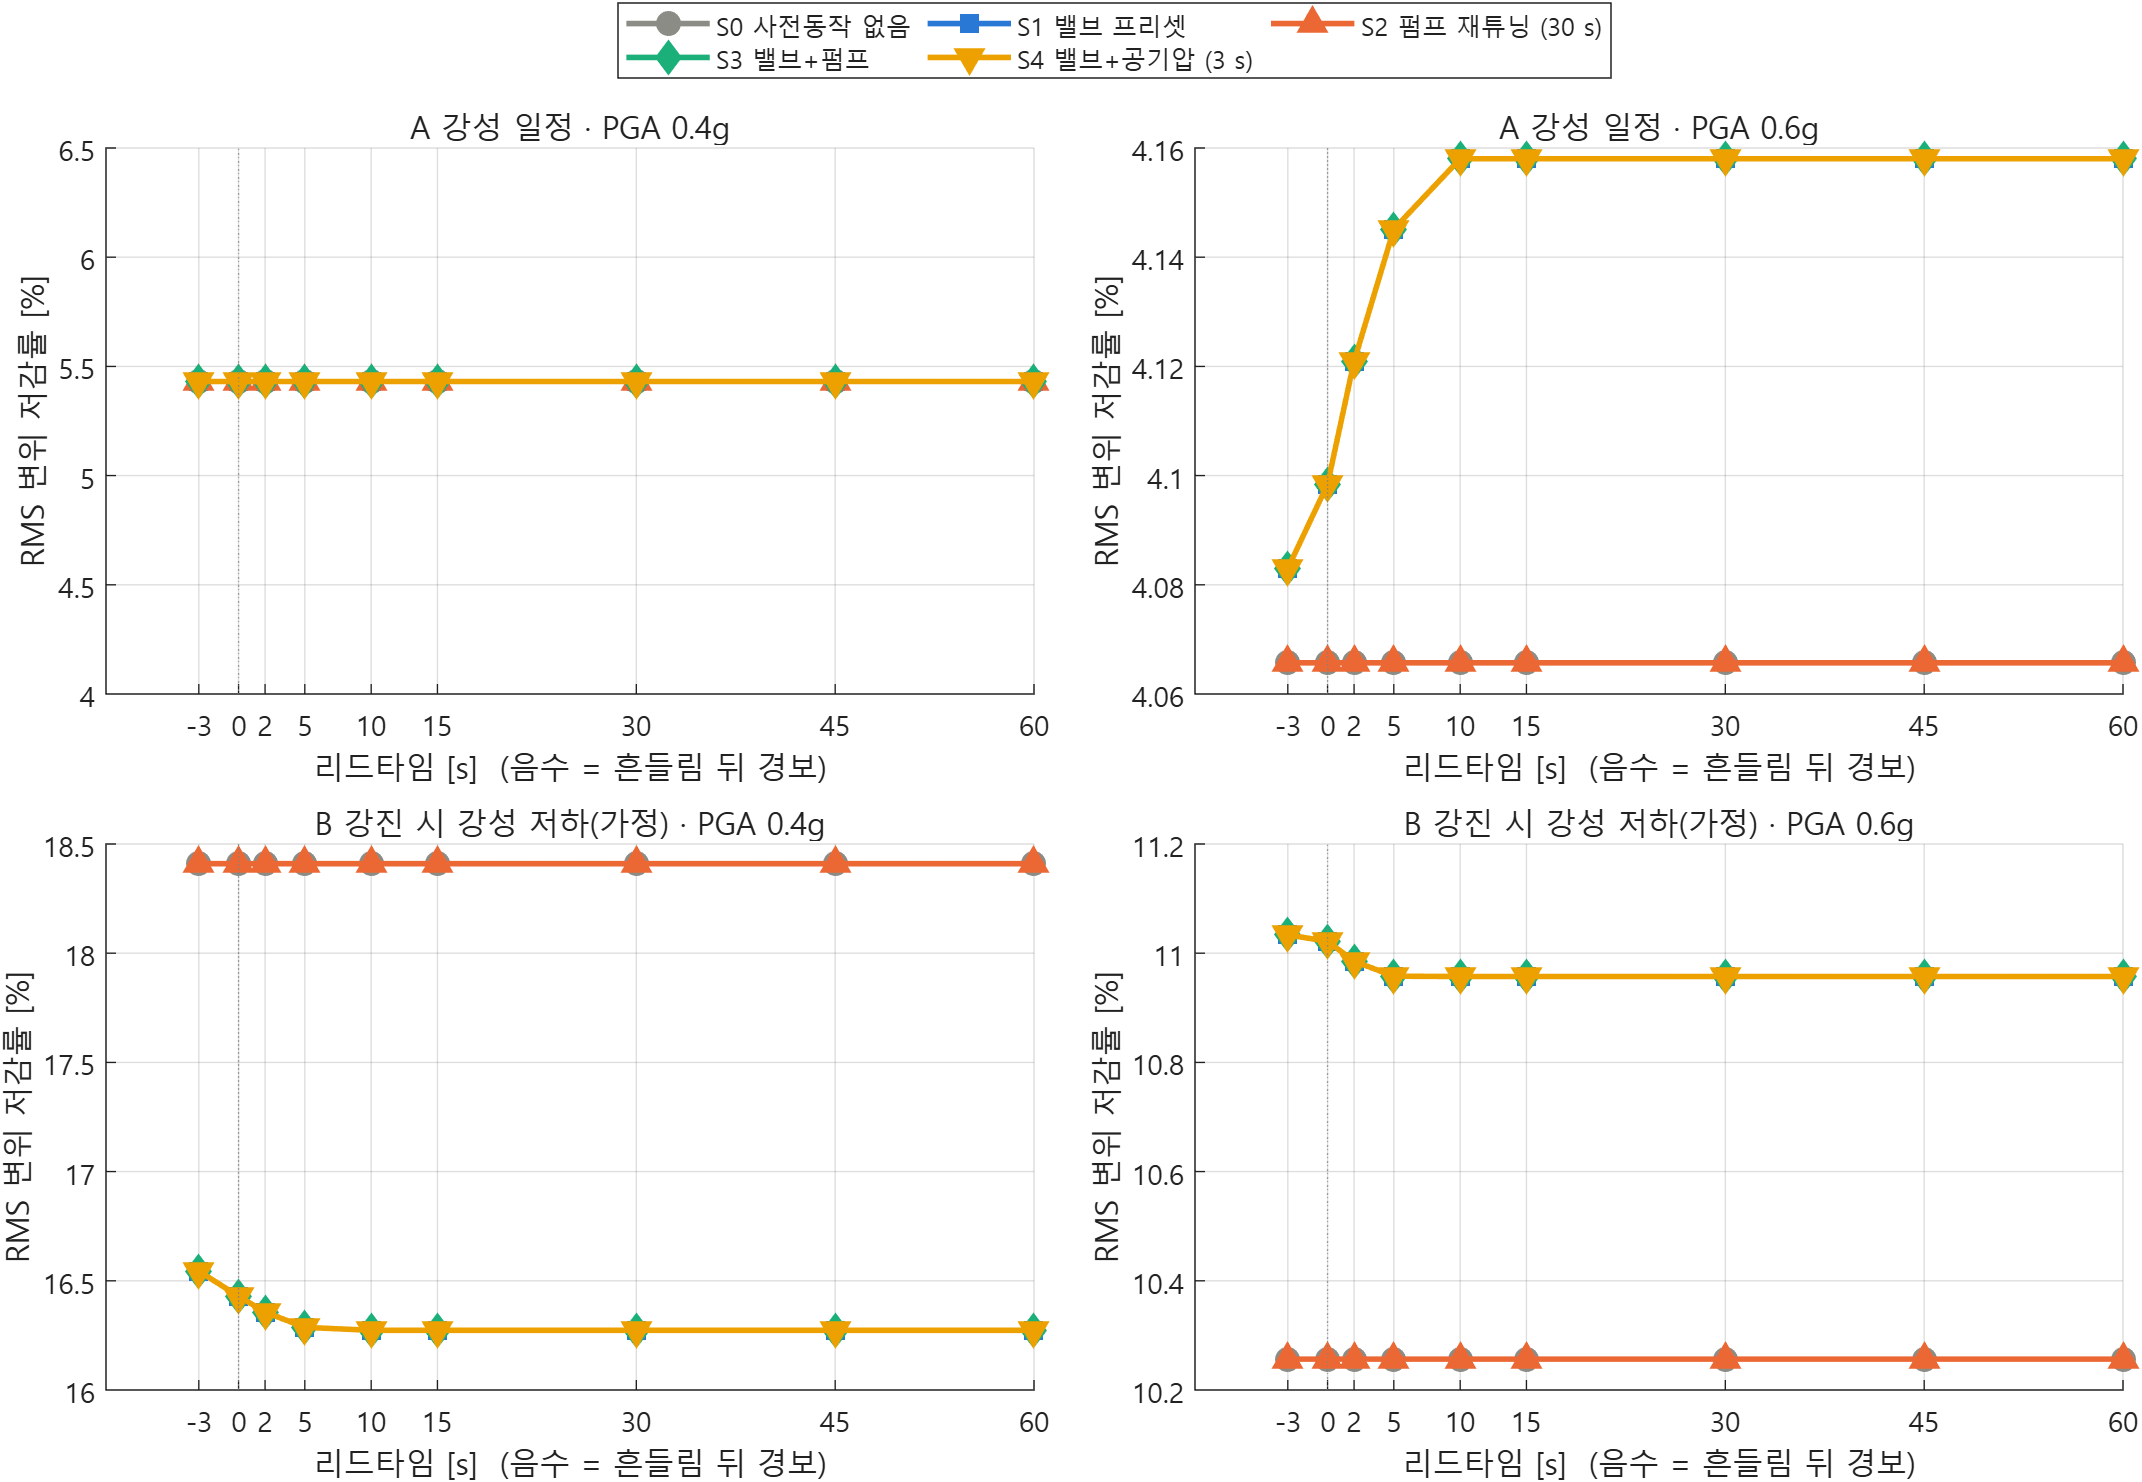 S0 사전동작 없음
S1 밸브 프리셋
S2 펌프 재튜닝 (30 s)
S3 밸브+펌프
S4 밸브+공기압 (3 s)
A 강성 일정 · PGA 0.4g
RMS 변위 저감률 [%]
6.5
6
5.5
5
4.5
4
-3 0 2 5 10 15 30 45 60
리드타임 [s] (음수 = 흔들림 뒤 경보)
A 강성 일정 · PGA 0.6g
RMS 변위 저감률 [%]
4.16
4.14
4.12
4.1
4.08
4.06
-3 0 2 5 10 15 30 45 60
리드타임 [s] (음수 = 흔들림 뒤 경보)
B 강진 시 강성 저하(가정) · PGA 0.4g
RMS 변위 저감률 [%]
18.5
18
17.5
17
16.5
16
-3 0 2 5 10 15 30 45 60
리드타임 [s] (음수 = 흔들림 뒤 경보)
B 강진 시 강성 저하(가정) · PGA 0.6g
RMS 변위 저감률 [%]
11.2
11
10.8
10.6
10.4
10.2
-3 0 2 5 10 15 30 45 60
리드타임 [s] (음수 = 흔들림 뒤 경보)